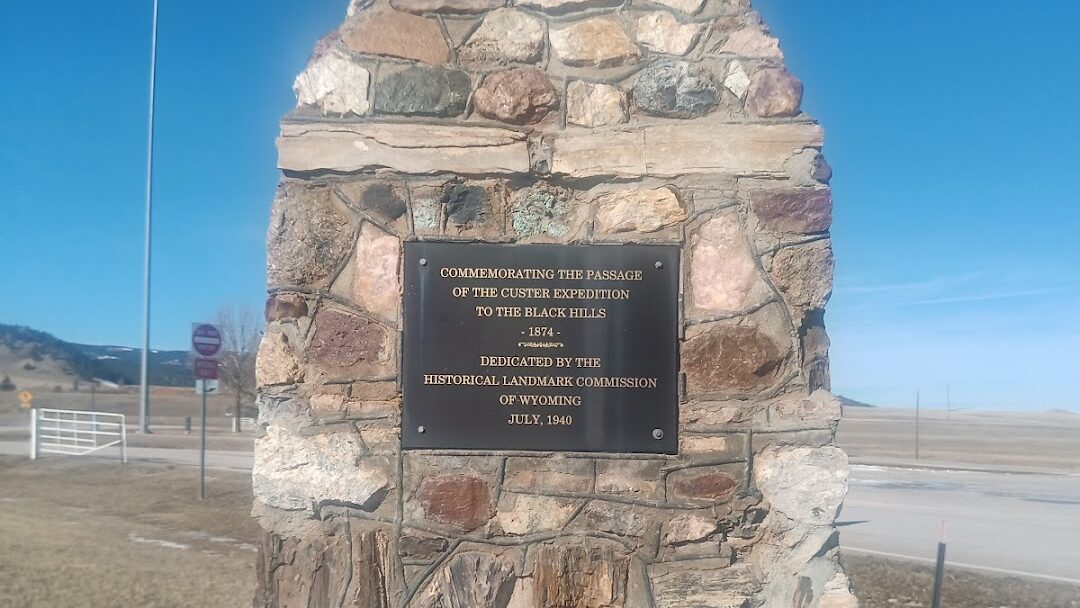 COMMEMORATING THE PASSAGE
OF THE CUSTER EXPEDITION
TO THE BLACK HILLS
- 1874 -
DEDICATED BY THE
HISTORICAL LANDMARK COMMISSION
OF WYOMING
JULY, 1940